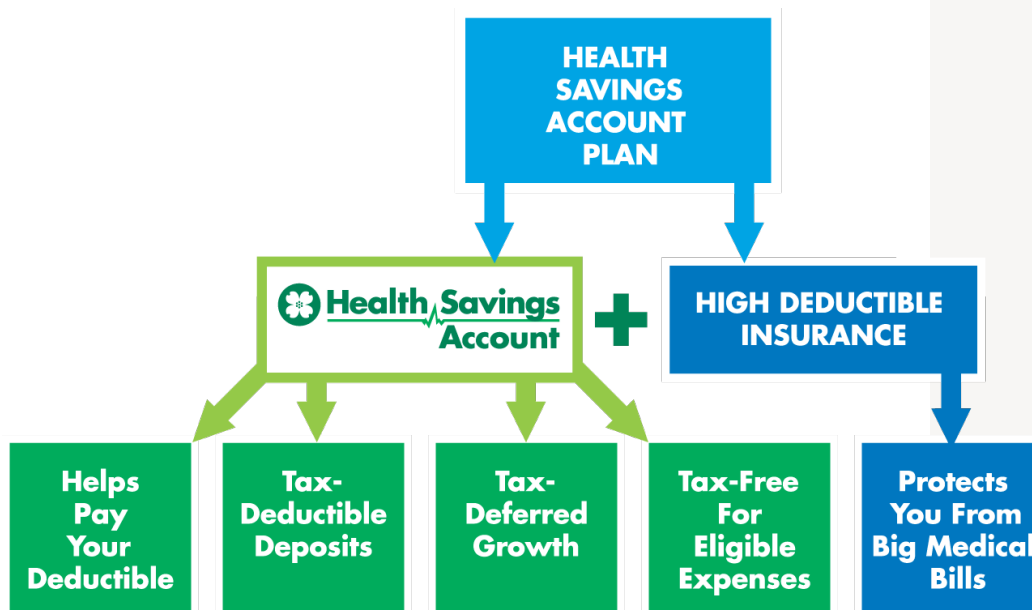 HEALTH
SAVINGS
ACCOUNT
PLAN
Health Savings
Account
+
HIGH DEDUCTIBLE
INSURANCE
Helps
Pay
Your
Deductible
Tax-
Deductible
Deposits
Tax-
Deferred
Growth
Tax-Free
For
Eligible
Expenses
Protects
You From
Big Medical
Bills